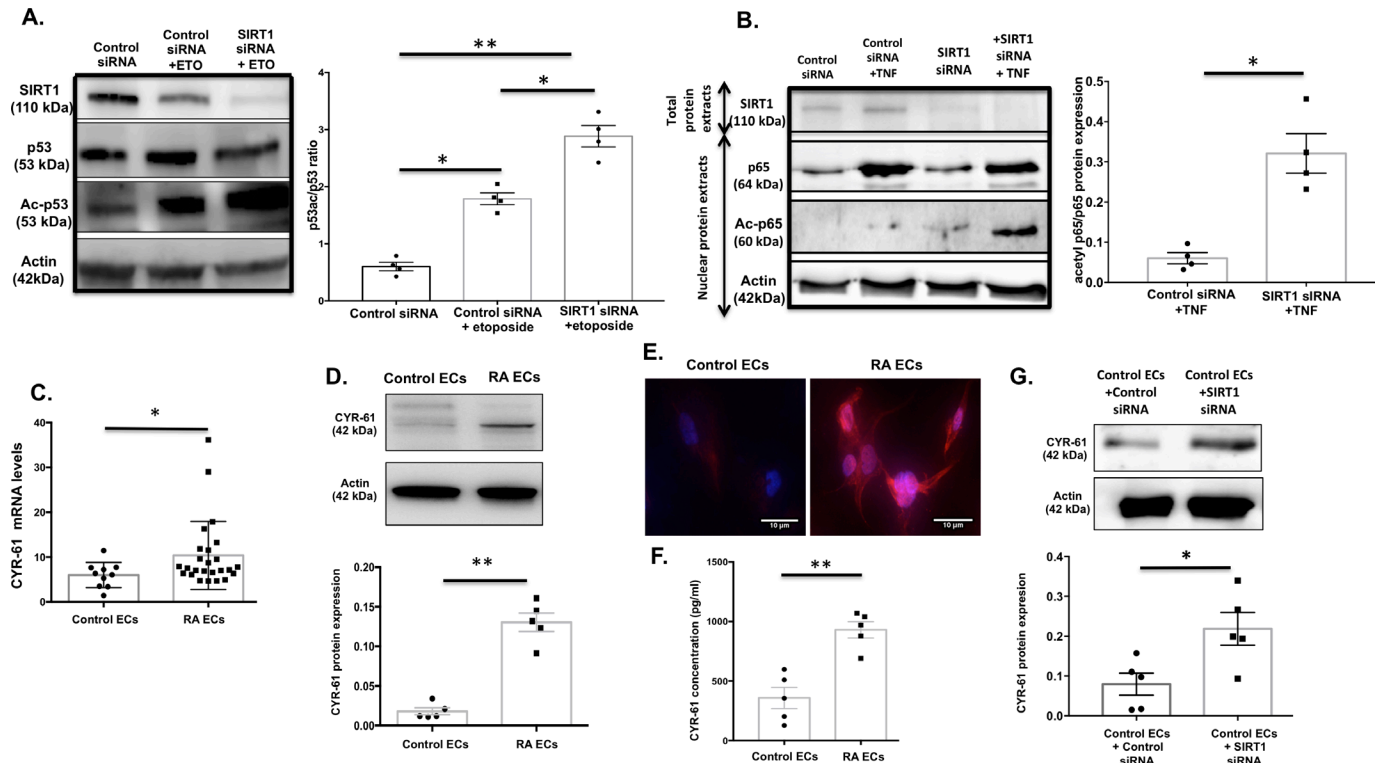 A.
Control
siRNA
Control
siRNA
+ETO
SIRT1
siRNA
+ ETO
SIRT1
(110 kDa)
p53
(53 kDa)
Ac-p53
(53 kDa)
Actin
(42kDa)
p53ac/p53 ratio
4
3
2
1
0
**
*
*
Control siRNA
Control siRNA
+ etoposide
SIRT1 siRNA
+etoposide
B.
Control
siRNA
Control
siRNA
+TNF
SIRT1
siRNA
+SIRT1
siRNA
+ TNF
Total
protein
extracts
Nuclear protein extracts
SIRT1
(110 kDa)
p65
(64 kDa)
Ac-p65
(60 kDa)
Actin
(42kDa)
acetyl p65/p65 protein expression
0.5
0.4
0.3
0.2
0.1
0.0
*
Control siRNA
+TNF
SIRT1 siRNA
+TNF
C.
CYR-61 mRNA levels
40
30
20
10
0
*
Control ECs
RA ECs
D.
Control ECs
RA ECs
CYR-61
(42 kDa)
Actin
(42 kDa)
CYR-61 protein expression
0.20
0.15
0.10
0.05
0.00
**
Control ECs
RA ECs
E.
Control ECs
RA ECs
10 µm
10 µm
F.
CYR-61 concentration (pg/ml)
1500
1000
500
0
**
Control ECs
RA ECs
G.
Control ECs
+Control
siRNA
Control ECs
+SIRT1
siRNA
CYR-61
(42 kDa)
Actin
(42 kDa)
CYR-61 protein expression
0.4
0.3
0.2
0.1
0.0
*
Control ECs
+ Control
siRNA
Control ECs
+ SIRT1
siRNA